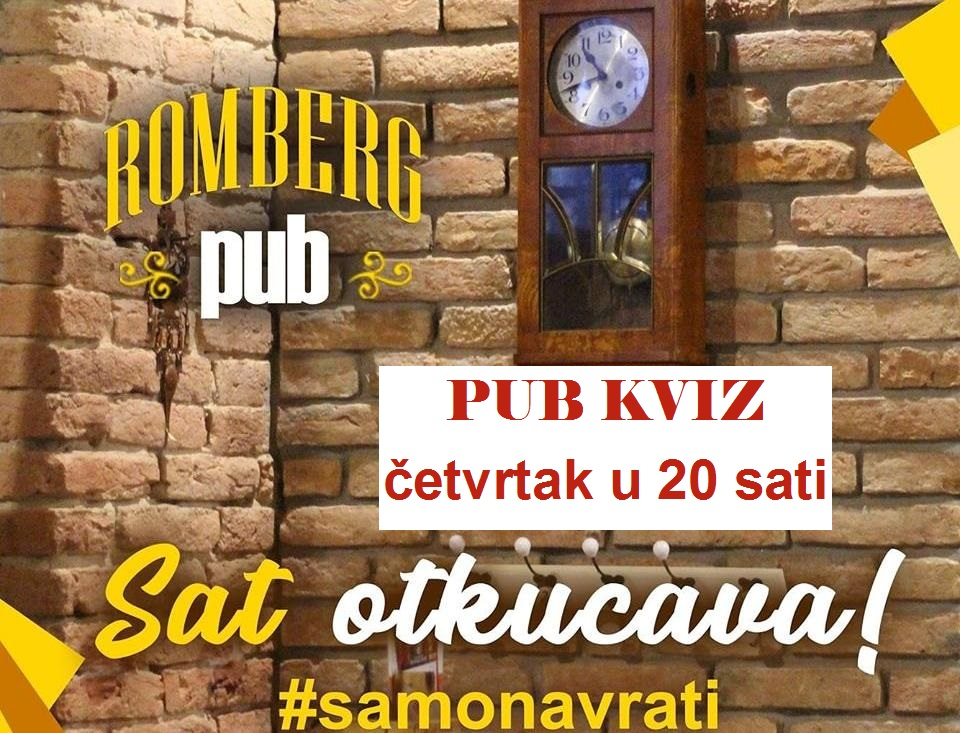 ROMBERG
pub
PUB KVIZ
četvrtak u 20 sati
Sat otkucava!
#samonavrati